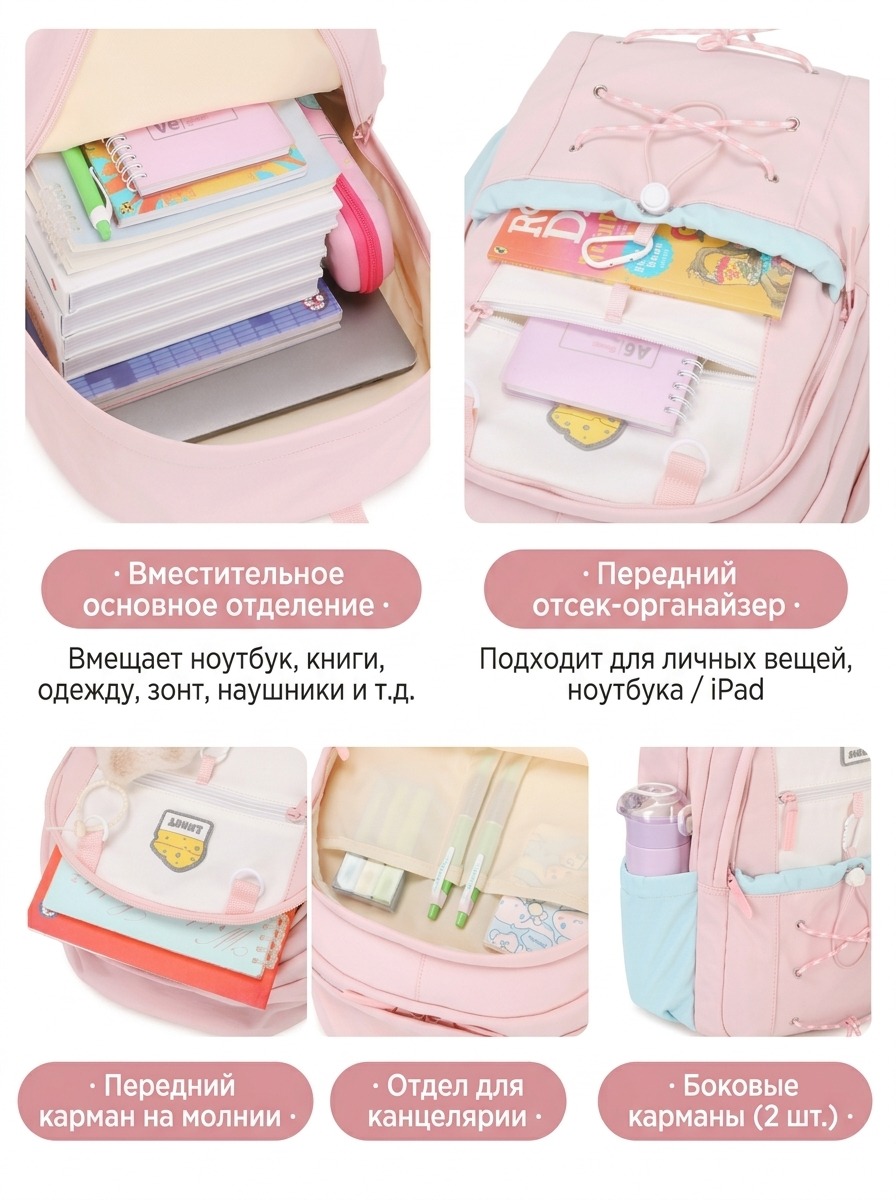 · Вместительное
основное отделение ·
Вмещает ноутбук, книги,
одежду, зонт, наушники и т.д.
· Передний
отсек-органайзер ·
Подходит для личных вещей,
ноутбука / iPad
· Передний
карман на молнии ·
· Отдел для
канцелярии ·
· Боковые
карманы (2 шт.) ·
A6